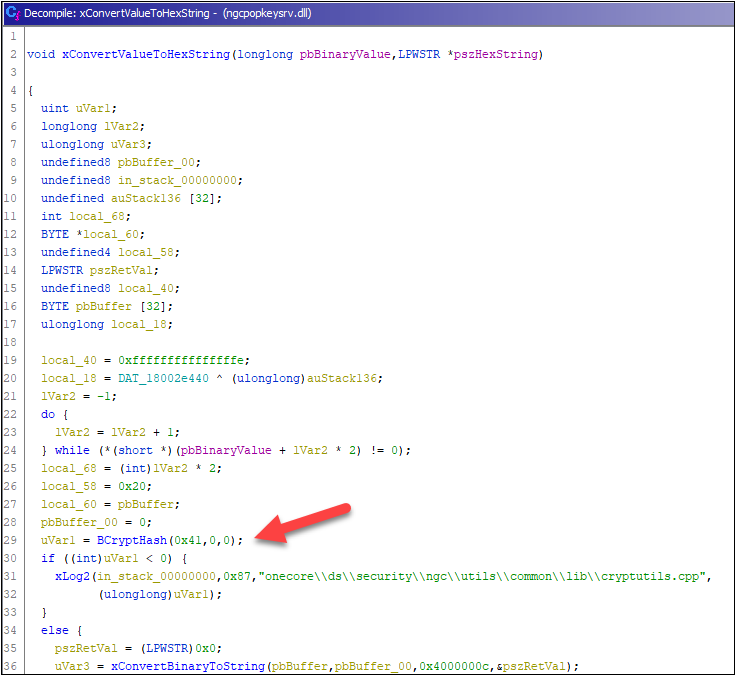 Decompile: xConvertValueToHexString - (ngcpopkeysrv.dll)
1
2 void xConvertValueToHexString(longlong pbBinaryValue,LPWSTR *pszHexString)
3
4 {
5 uint uVar1;
6 longlong lVar2;
7 ulonglong uVar3;
8 undefined8 pbBuffer_00;
9 undefined8 in_stack_00000000;
10 undefined auStack136 [32];
11 int local_68;
12 BYTE *local_60;
13 undefined4 local_58;
14 LPWSTR pszRetVal;
15 undefined8 local_40;
16 BYTE pbBuffer [32];
17 ulonglong local_18;
18
19 local_40 = 0xfffffffffffffffe;
20 local_18 = DAT_18002e440 ^ (ulonglong)auStack136;
21 lVar2 = -1;
22 do {
23 lVar2 = lVar2 + 1;
24 } while (*(short *)(pbBinaryValue + lVar2 * 2) != 0);
25 local_68 = (int)lVar2 * 2;
26 local_58 = 0x20;
27 local_60 = pbBuffer;
28 pbBuffer_00 = 0;
29 uVar1 = BCryptHash(0x41,0,0);
30 if ((int)uVar1 < 0) {
31 xLog2(in_stack_00000000,0x87,"onecore\\ds\\security\\ngc\\utils\\common\\lib\\cryptutils.cpp",
32 (ulonglong)uVar1);
33 }
34 else {
35 pszRetVal = (LPWSTR)0x0;
36 uVar3 = xConvertBinaryToString(pbBuffer,pbBuffer_00,0x4000000c,&pszRetVal);